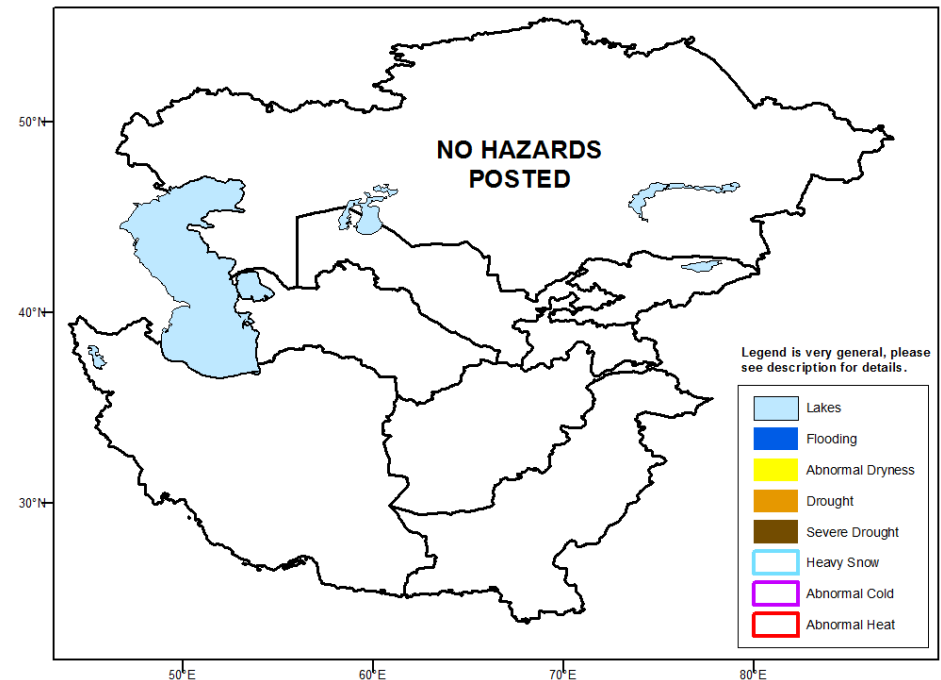 NO HAZARDS
POSTED
50°N
40°N
30°N
50°E
60°E
70°E
80°E
Legend is very general, please
see description for details.
Lakes
Flooding
Abnormal Dryness
Drought
Severe Drought
Heavy Snow
Abnormal Cold
Abnormal Heat